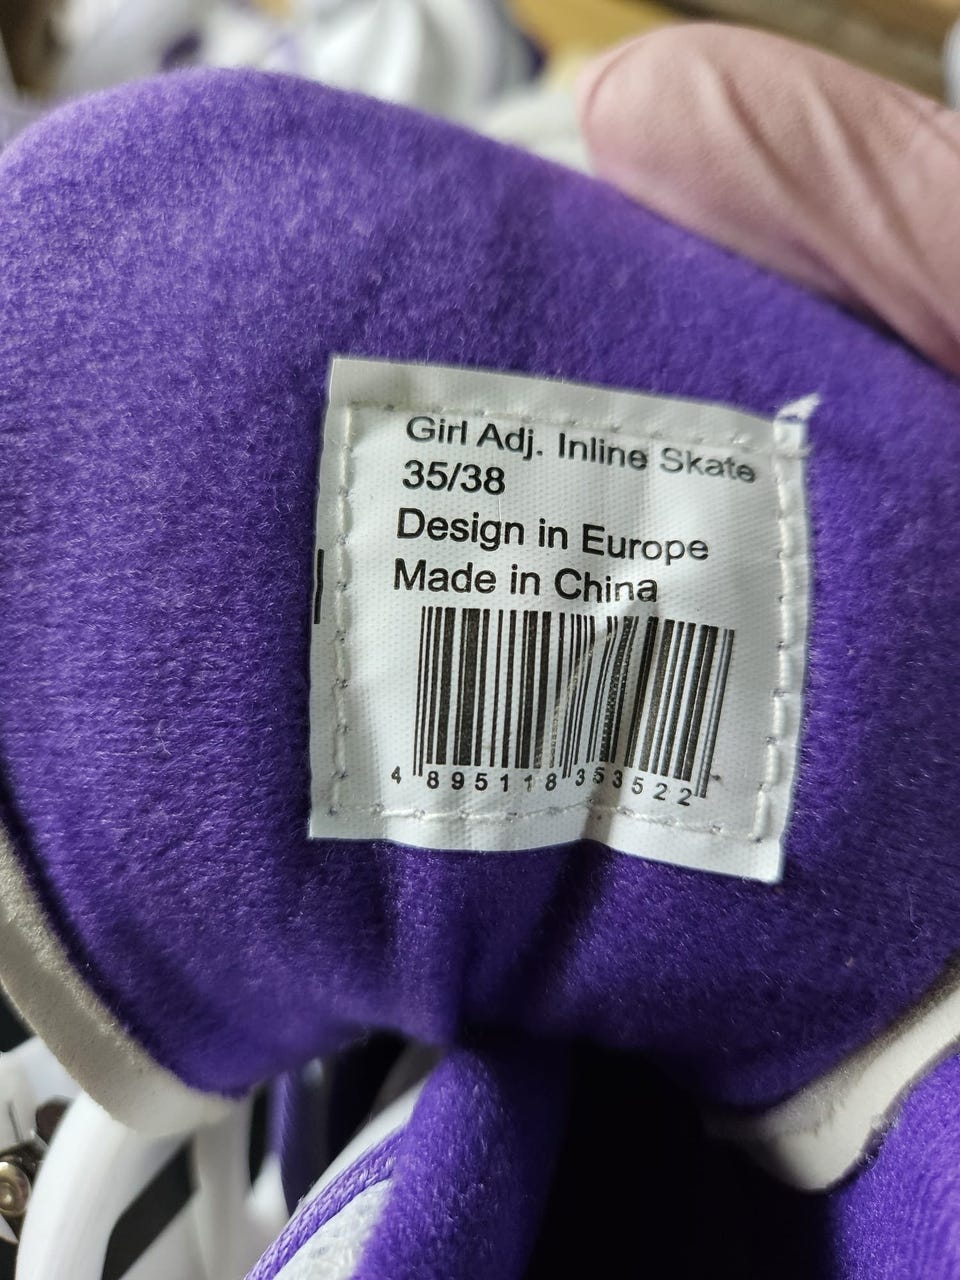 Girl Adj. Inline Skate
35/38
Design in Europe
Made in China
4 895118 353522